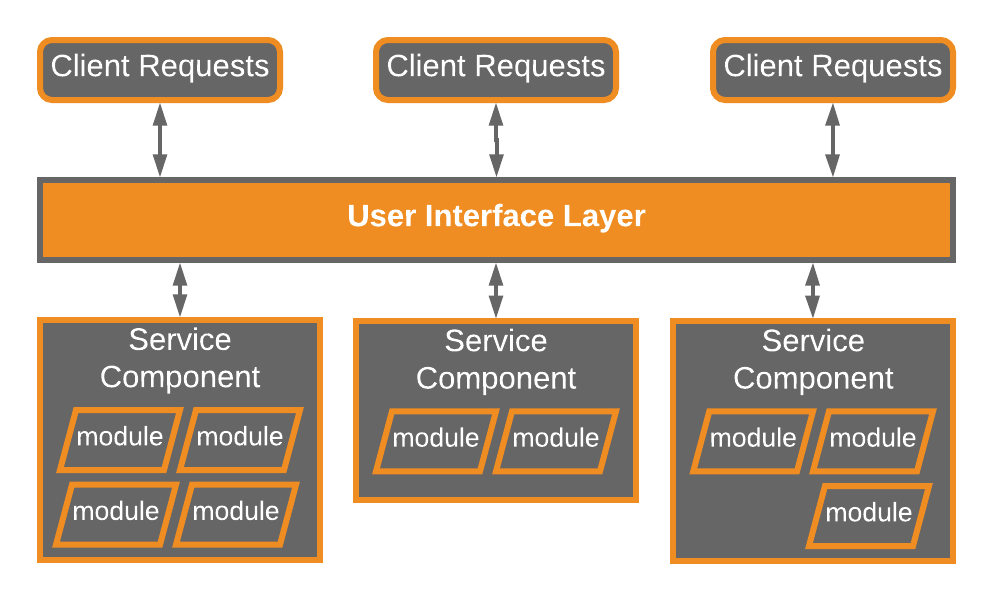 Client Requests
Client Requests
Client Requests
User Interface Layer
Service
Component
module
module
module
module
Service
Component
module
module
Service
Component
module
module
module